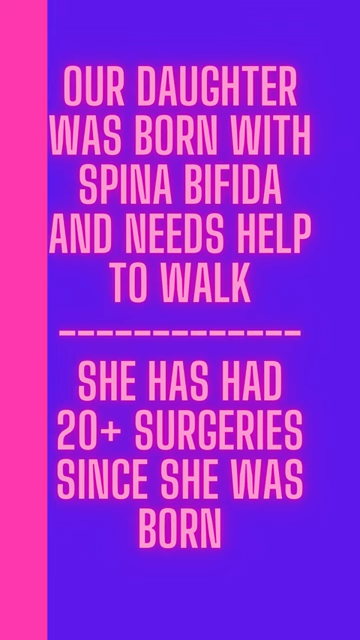 OUR DAUGHTER
WAS BORN WITH
SPINA BIFIDA
AND NEEDS HELP
TO WALK
-------------
SHE HAS HAD
20+ SURGERIES
SINCE SHE WAS
BORN